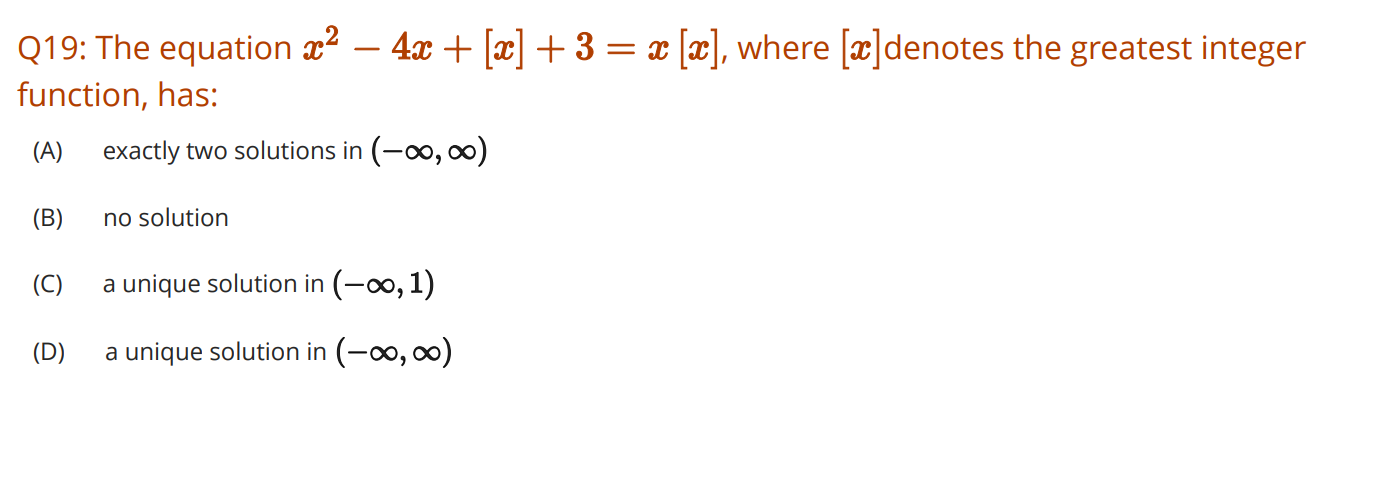 Q19: The equation x² − 4x + [x] + 3 = x [x], where [x]denotes the greatest integer
function, has:
(A) exactly two solutions in (−∞, ∞)
(B) no solution
(C) a unique solution in (−∞, 1)
(D) a unique solution in (−∞, ∞)